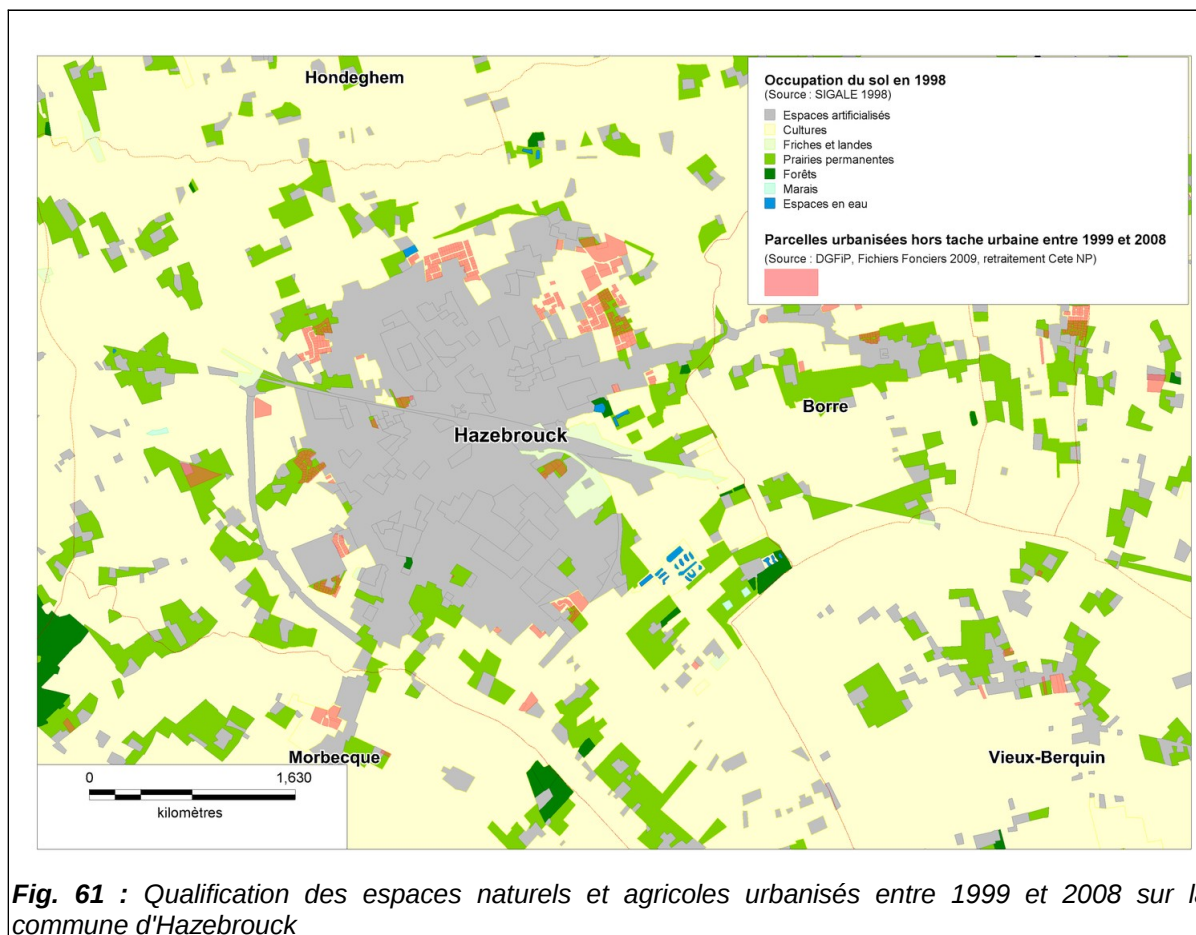 Hondeghem
Occupation du sol en 1998
(Source : SIGALE 1998)
Espaces artificialisés
Cultures
Friches et landes
Prairies permanentes
Forêts
Marais
Espaces en eau
Parcelles urbanisées hors tache urbaine entre 1999 et 2008
(Source : DGFiP, Fichiers Fonciers 2009, retraitement Cete NP)
Borre
Hazebrouck
Morbecque
Vieux-Berquin
0 1,630
kilomètres
Fig. 61 : Qualification des espaces naturels et agricoles urbanisés entre 1999 et 2008 sur l
commune d'Hazebrouck